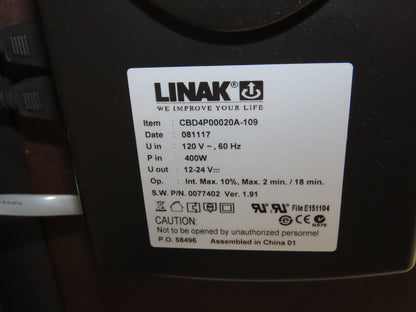 LINAK®
WE IMPROVE YOUR LIFE
Item : CBD4P00020A-109
Date : 081117
U in : 120 V ~, 60 Hz
P in : 400W
U out : 12-24 V⎓
Op. : Int. Max. 10%, Max. 2 min. / 18 min.
S.W. P/N. 0077402 Ver. 1.91
File E151104
CAUTION:
N576
Not to be opened by unauthorized personnel
P.O. 58496 Assembled in China 01